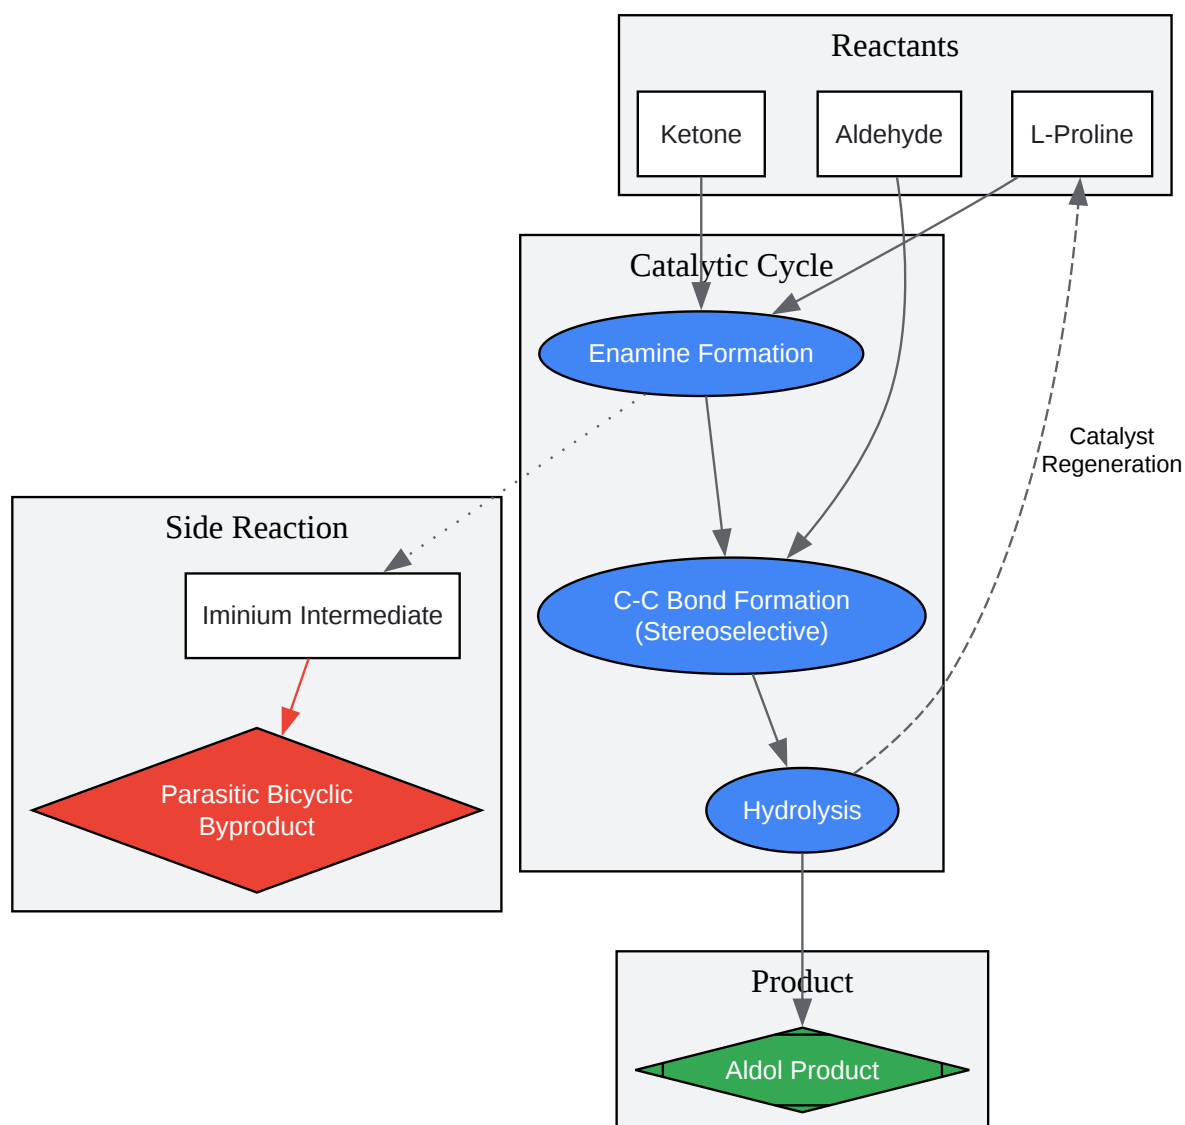 Reactants
Ketone
Aldehyde
L-Proline
Catalytic Cycle
Enamine Formation
Catalyst
Regeneration
Side Reaction
Iminium Intermediate
C-C Bond Formation
(Stereoselective)
Parasitic Bicyclic
Byproduct
Hydrolysis
Product
Aldol Product